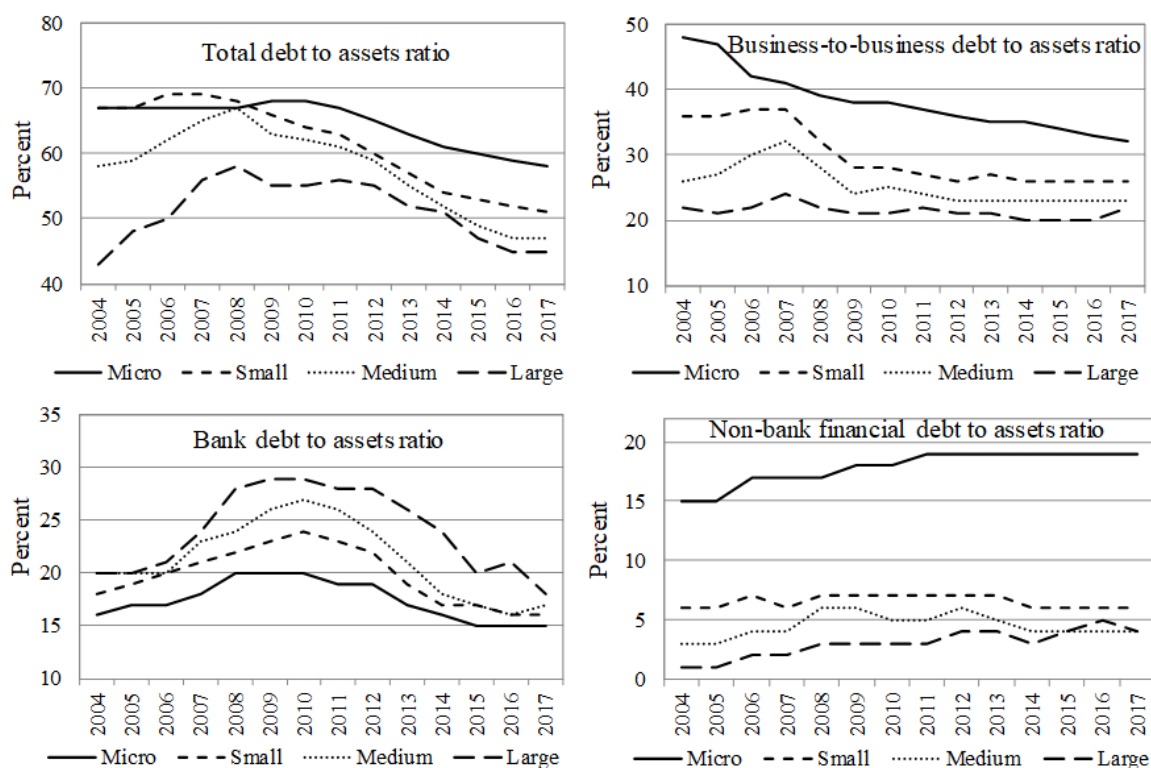 Total debt to assets ratio
Percent
80
70
60
50
40
2004 2005 2006 2007 2008 2009 2010 2011 2012 2013 2014 2015 2016 2017
Micro Small Medium Large
Business-to-business debt to assets ratio
Percent
50
40
30
20
10
2004 2005 2006 2007 2008 2009 2010 2011 2012 2013 2014 2015 2016 2017
Micro Small Medium Large
Bank debt to assets ratio
Percent
35
30
25
20
15
10
2004 2005 2006 2007 2008 2009 2010 2011 2012 2013 2014 2015 2016 2017
Micro Small Medium Large
Non-bank financial debt to assets ratio
Percent
20
15
10
5
0
2004 2005 2006 2007 2008 2009 2010 2011 2012 2013 2014 2015 2016 2017
Micro Small Medium Large